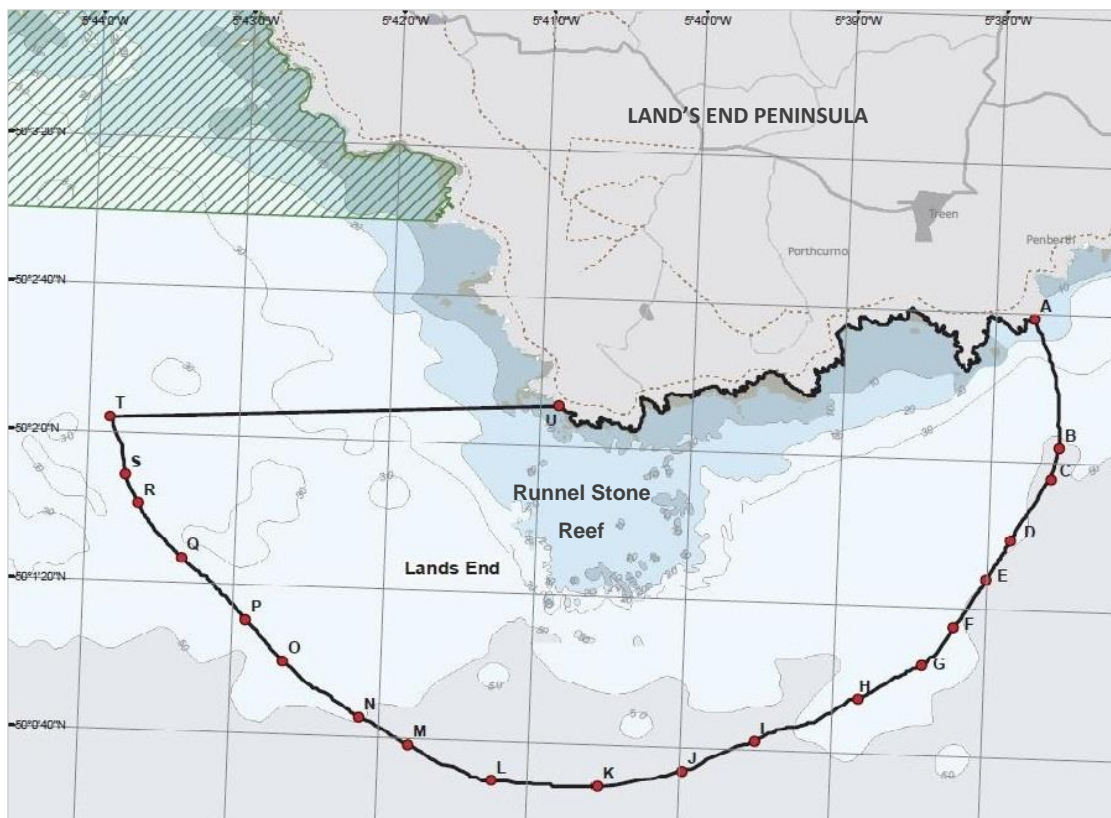 5°44'0"W
5°43'0"W
5°42'0"W
5°41'0"W
5°40'0"W
5°39'0"W
5°38'0"W
LAND'S END PENINSULA
Treen
Porthcurno
Penberth
50°2'40"N
A
T
U
50°2'0"N
B
S
C
R
Runnel Stone
Reef
D
Q
Lands End
E
50°1'20"N
P
F
O
G
H
N
50°0'40"N
M
I
L
K
J